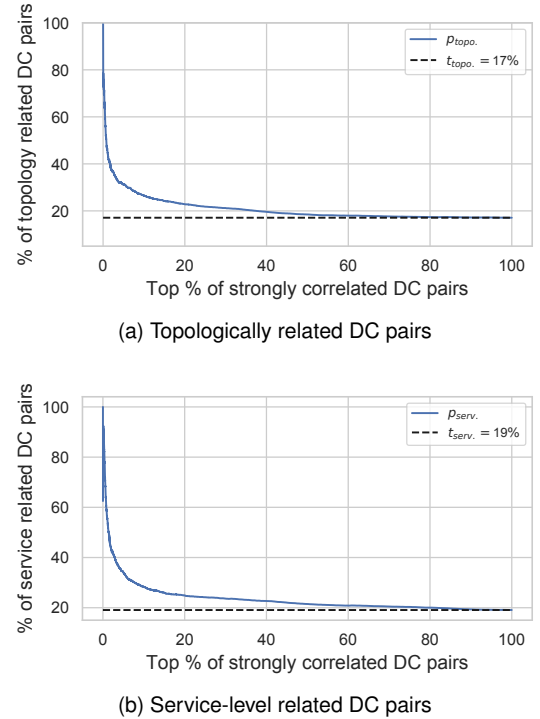 % of topology related DC pairs
100
80
60
40
20
p_topo.
t_topo. = 17%
0 20 40 60 80 100
Top % of strongly correlated DC pairs
(a) Topologically related DC pairs
% of service related DC pairs
100
80
60
40
20
p_serv.
t_serv. = 19%
0 20 40 60 80 100
Top % of strongly correlated DC pairs
(b) Service-level related DC pairs